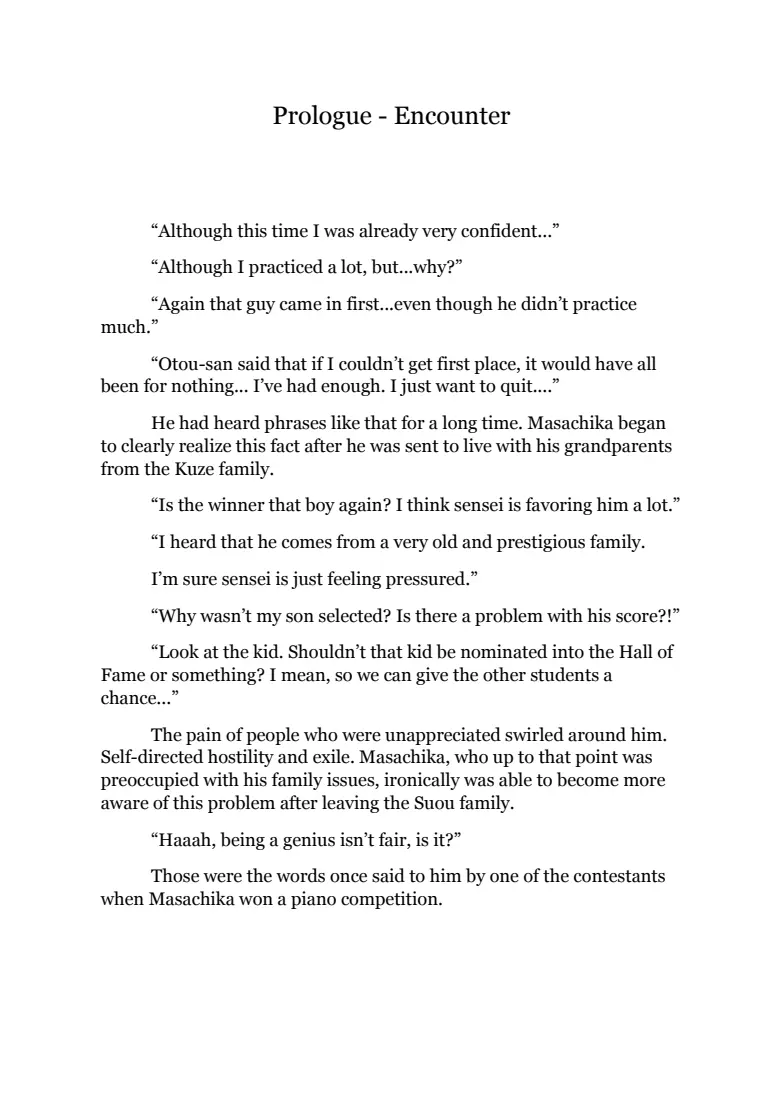 Prologue - Encounter
“Although this time I was already very confident...”
“Although I practiced a lot, but...why?”
“Again that guy came in first...even though he didn’t practice
much.”
“Otou-san said that if I couldn’t get first place, it would have all
been for nothing... I’ve had enough. I just want to quit....”
He had heard phrases like that for a long time. Masachika began
to clearly realize this fact after he was sent to live with his grandparents
from the Kuze family.
“Is the winner that boy again? I think sensei is favoring him a lot.”
“I heard that he comes from a very old and prestigious family.
I’m sure sensei is just feeling pressured.”
“Why wasn’t my son selected? Is there a problem with his score?!”
“Look at the kid. Shouldn’t that kid be nominated into the Hall of
Fame or something? I mean, so we can give the other students a
chance...”
The pain of people who were unappreciated swirled around him.
Self-directed hostility and exile. Masachika, who up to that point was
preoccupied with his family issues, ironically was able to become more
aware of this problem after leaving the Suou family.
“Haaah, being a genius isn’t fair, is it?”
Those were the words once said to him by one of the contestants
when Masachika won a piano competition.